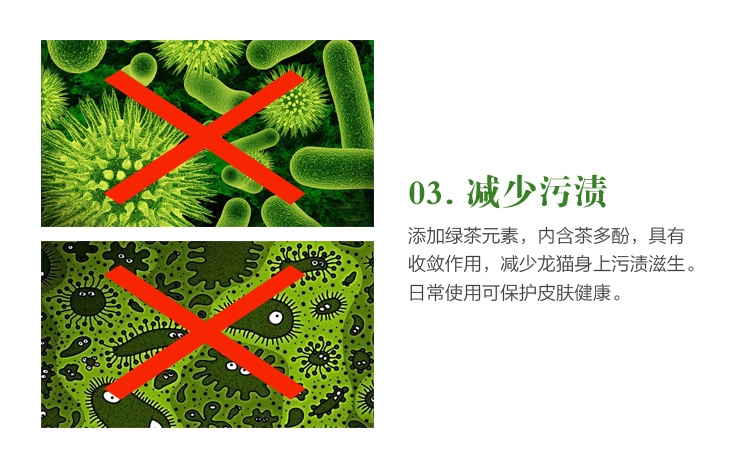 03. 减少污渍
添加绿茶元素，内含茶多酚，具有
收敛作用，减少龙猫身上污渍滋生。
日常使用可保护皮肤健康。